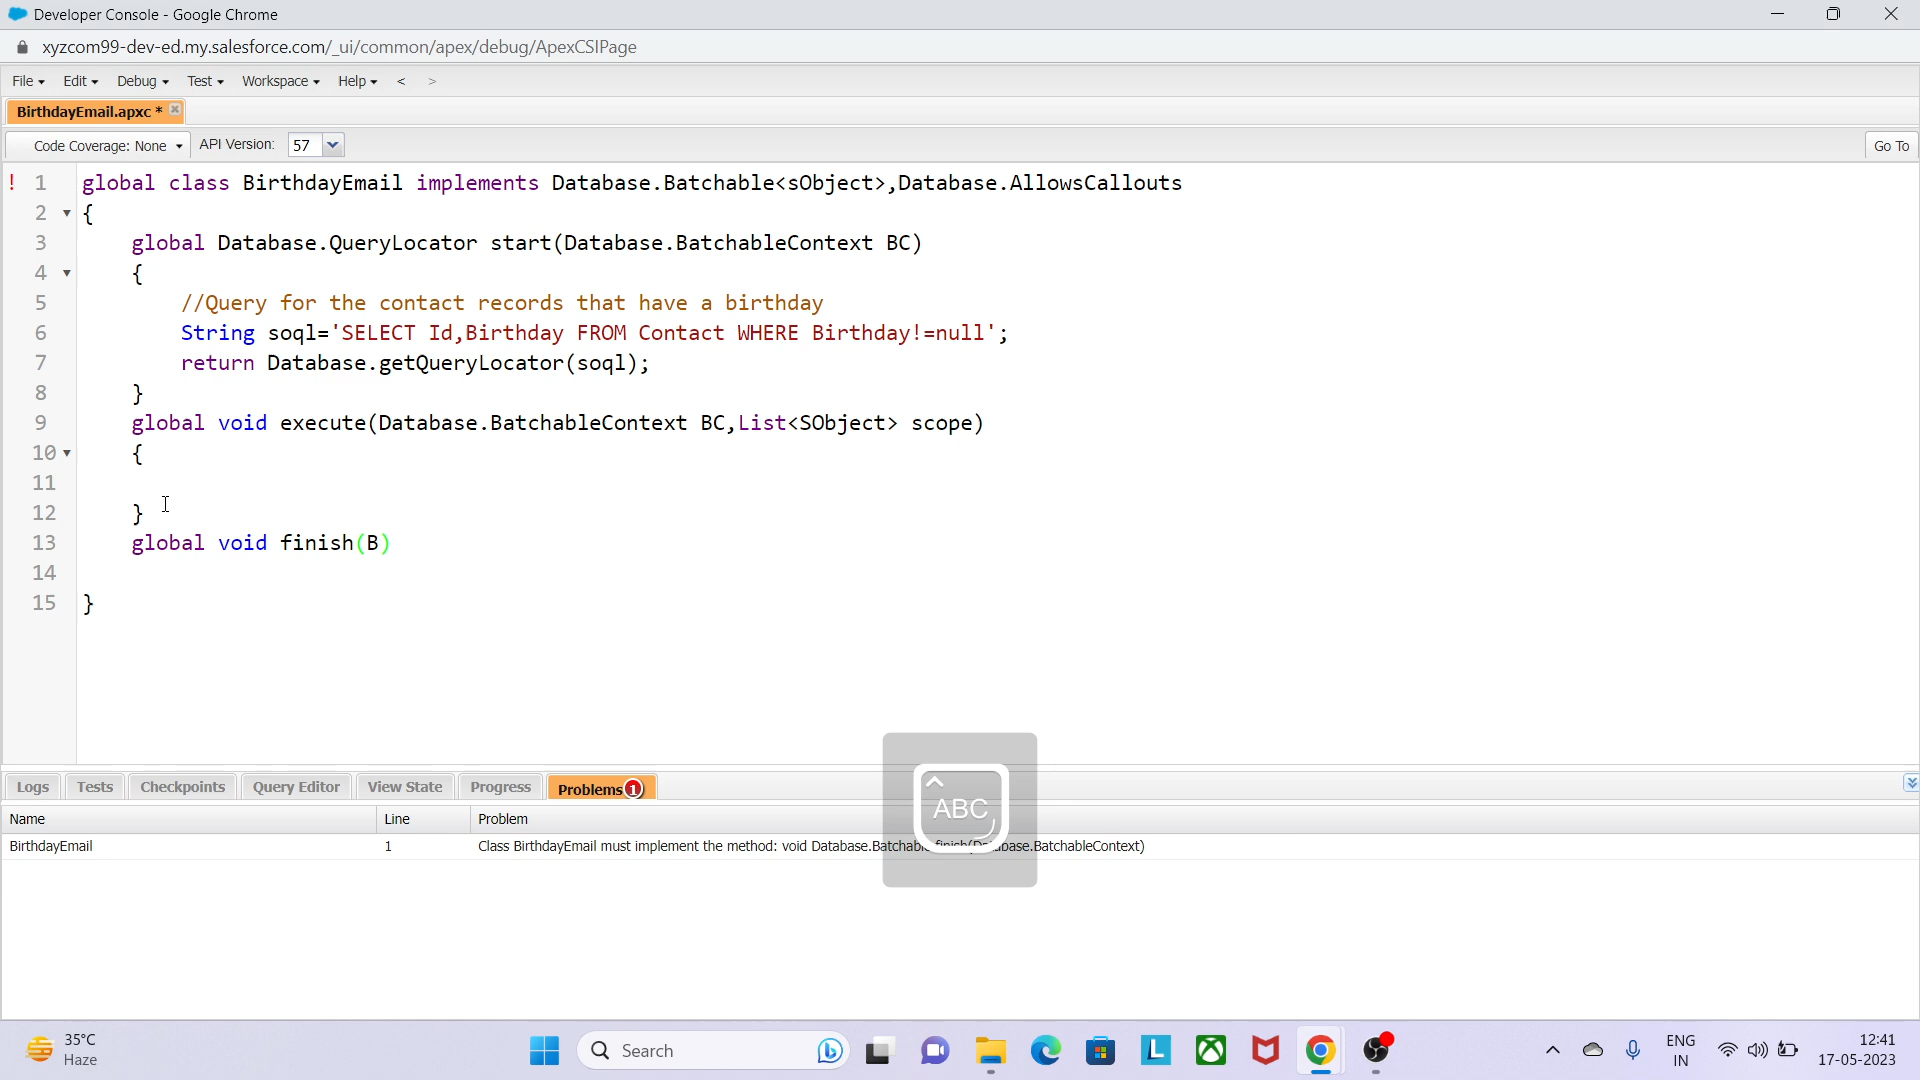 Developer Console - Google Chrome
xyzcom99-dev-ed.my.salesforce.com/_ui/common/apex/debug/ApexCSIPage
File Edit Debug Test Workspace Help < >
BirthdayEmail.apxc *
Code Coverage: None API Version: 57 Go To
! 1 global class BirthdayEmail implements Database.Batchable<sObject>,Database.AllowsCallouts
2 {
3 global Database.QueryLocator start(Database.BatchableContext BC)
4 {
5 //Query for the contact records that have a birthday
6 String soql='SELECT Id,Birthday FROM Contact WHERE Birthday!=null';
7 return Database.getQueryLocator(soql);
8 }
9 global void execute(Database.BatchableContext BC,List<SObject> scope)
10 {
11
12 }
13 global void finish(B)
14
15 }
Logs Tests Checkpoints Query Editor View State Progress Problems 1
Name Line Problem
BirthdayEmail 1 Class BirthdayEmail must implement the method: void Database.Batchable.finish(Database.BatchableContext)
ABC
35°C
Haze
Search
ENG
IN
12:41
17-05-2023